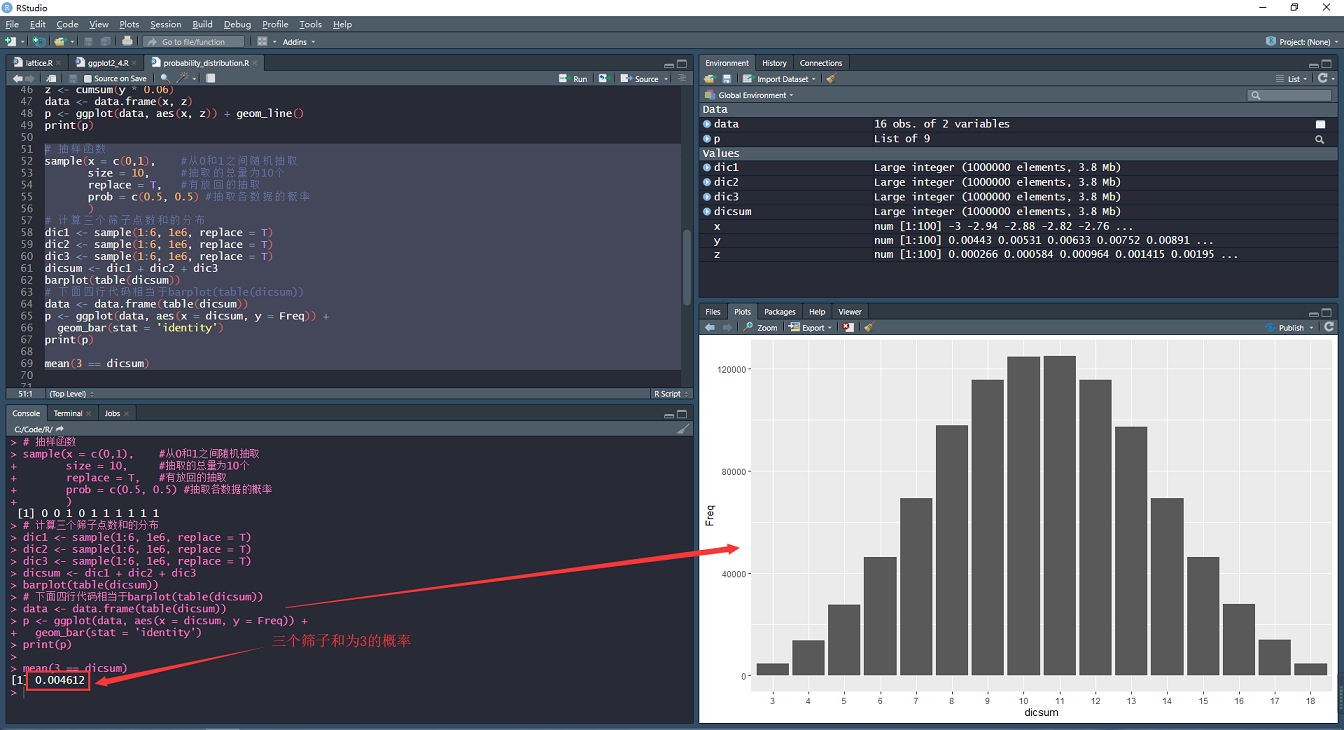 RStudio
File Edit Code View Plots Session Build Debug Profile Tools Help
Go to file/function Addins Project: (None)
lattice.R ggplot2_4.R probability_distribution.R
Source on Save Run Source
46 z <- cumsum(y * 0.06)
47 data <- data.frame(x, z)
48 p <- ggplot(data, aes(x, z)) + geom_line()
49 print(p)
50
51 # 抽样函数
52 sample(x = c(0,1), #从0和1之间随机抽取
53 size = 10, #抽取的总量为10个
54 replace = T, #有放回的抽取
55 prob = c(0.5, 0.5) #抽取各数据的概率
56 )
57 # 计算三个筛子点数和的分布
58 dic1 <- sample(1:6, 1e6, replace = T)
59 dic2 <- sample(1:6, 1e6, replace = T)
60 dic3 <- sample(1:6, 1e6, replace = T)
61 dicsum <- dic1 + dic2 + dic3
62 barplot(table(dicsum))
63 # 下面四行代码相当于barplot(table(dicsum))
64 data <- data.frame(table(dicsum))
65 p <- ggplot(data, aes(x = dicsum, y = Freq)) +
66 geom_bar(stat = 'identity')
67 print(p)
68
69 mean(3 == dicsum)
70
71
51:1 (Top Level) R Script
Console Terminal Jobs
C:/Code/R/
> # 抽样函数
> sample(x = c(0,1), #从0和1之间随机抽取
+ size = 10, #抽取的总量为10个
+ replace = T, #有放回的抽取
+ prob = c(0.5, 0.5) #抽取各数据的概率
+ )
[1] 0 0 1 0 1 1 1 1 1 1
> # 计算三个筛子点数和的分布
> dic1 <- sample(1:6, 1e6, replace = T)
> dic2 <- sample(1:6, 1e6, replace = T)
> dic3 <- sample(1:6, 1e6, replace = T)
> dicsum <- dic1 + dic2 + dic3
> barplot(table(dicsum))
> # 下面四行代码相当于barplot(table(dicsum))
> data <- data.frame(table(dicsum))
> p <- ggplot(data, aes(x = dicsum, y = Freq)) +
+ geom_bar(stat = 'identity')
> print(p)
三个筛子和为3的概率
>
> mean(3 == dicsum)
[1] 0.004612
>
Environment History Connections
Import Dataset List
Global Environment
Data
data 16 obs. of 2 variables
p List of 9
Values
dic1 Large integer (1000000 elements, 3.8 Mb)
dic2 Large integer (1000000 elements, 3.8 Mb)
dic3 Large integer (1000000 elements, 3.8 Mb)
dicsum Large integer (1000000 elements, 3.8 Mb)
x num [1:100] -3 -2.94 -2.88 -2.82 -2.76 ...
y num [1:100] 0.00443 0.00531 0.00633 0.00752 0.00891 ...
z num [1:100] 0.000266 0.000584 0.000964 0.001415 0.00195 ...
Files Plots Packages Help Viewer
Zoom Export Publish
120000
80000
Freq
40000
0
3 4 5 6 7 8 9 10 11 12 13 14 15 16 17 18
dicsum